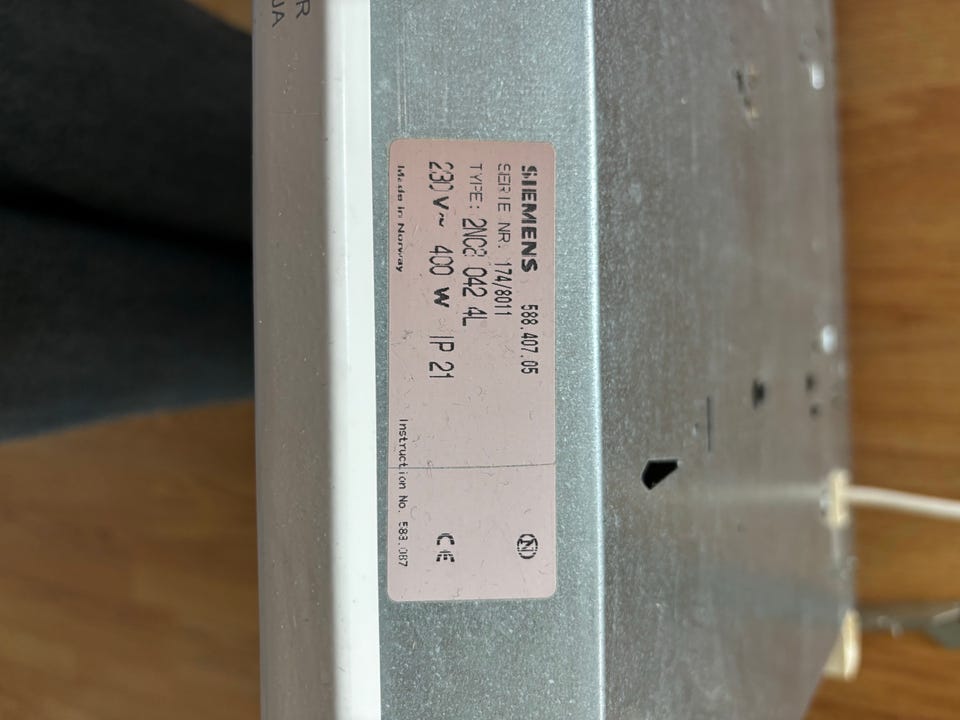 SIEMENS 588.407.05
SERIE NR. 174/8011
TYPE: 2NC8 042 4L
230 V~ 400 W IP 21
Made in Norway Instruction No. 583.087
N
CE